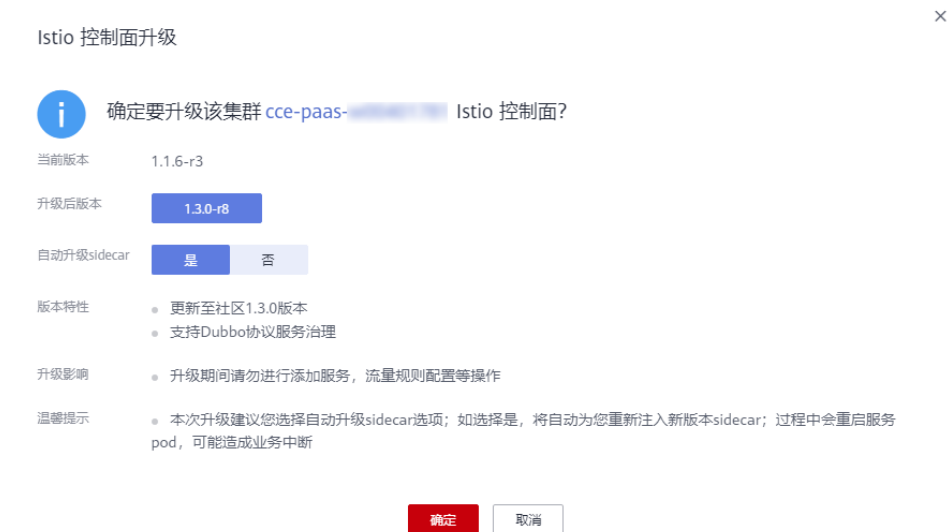 Istio 控制面升级
确定要升级该集群 cce-paas- Istio 控制面?
当前版本 1.1.6-r3
升级后版本 1.3.0-r8
自动升级sidecar 是 否
版本特性 更新至社区1.3.0版本
支持Dubbo协议服务治理
升级影响 升级期间请勿进行添加服务，流量规则配置等操作
温馨提示 本次升级建议您选择自动升级sidecar选项；如选择是，将自动为您重新注入新版本sidecar；过程中会重启服务
pod，可能造成业务中断
确定 取消